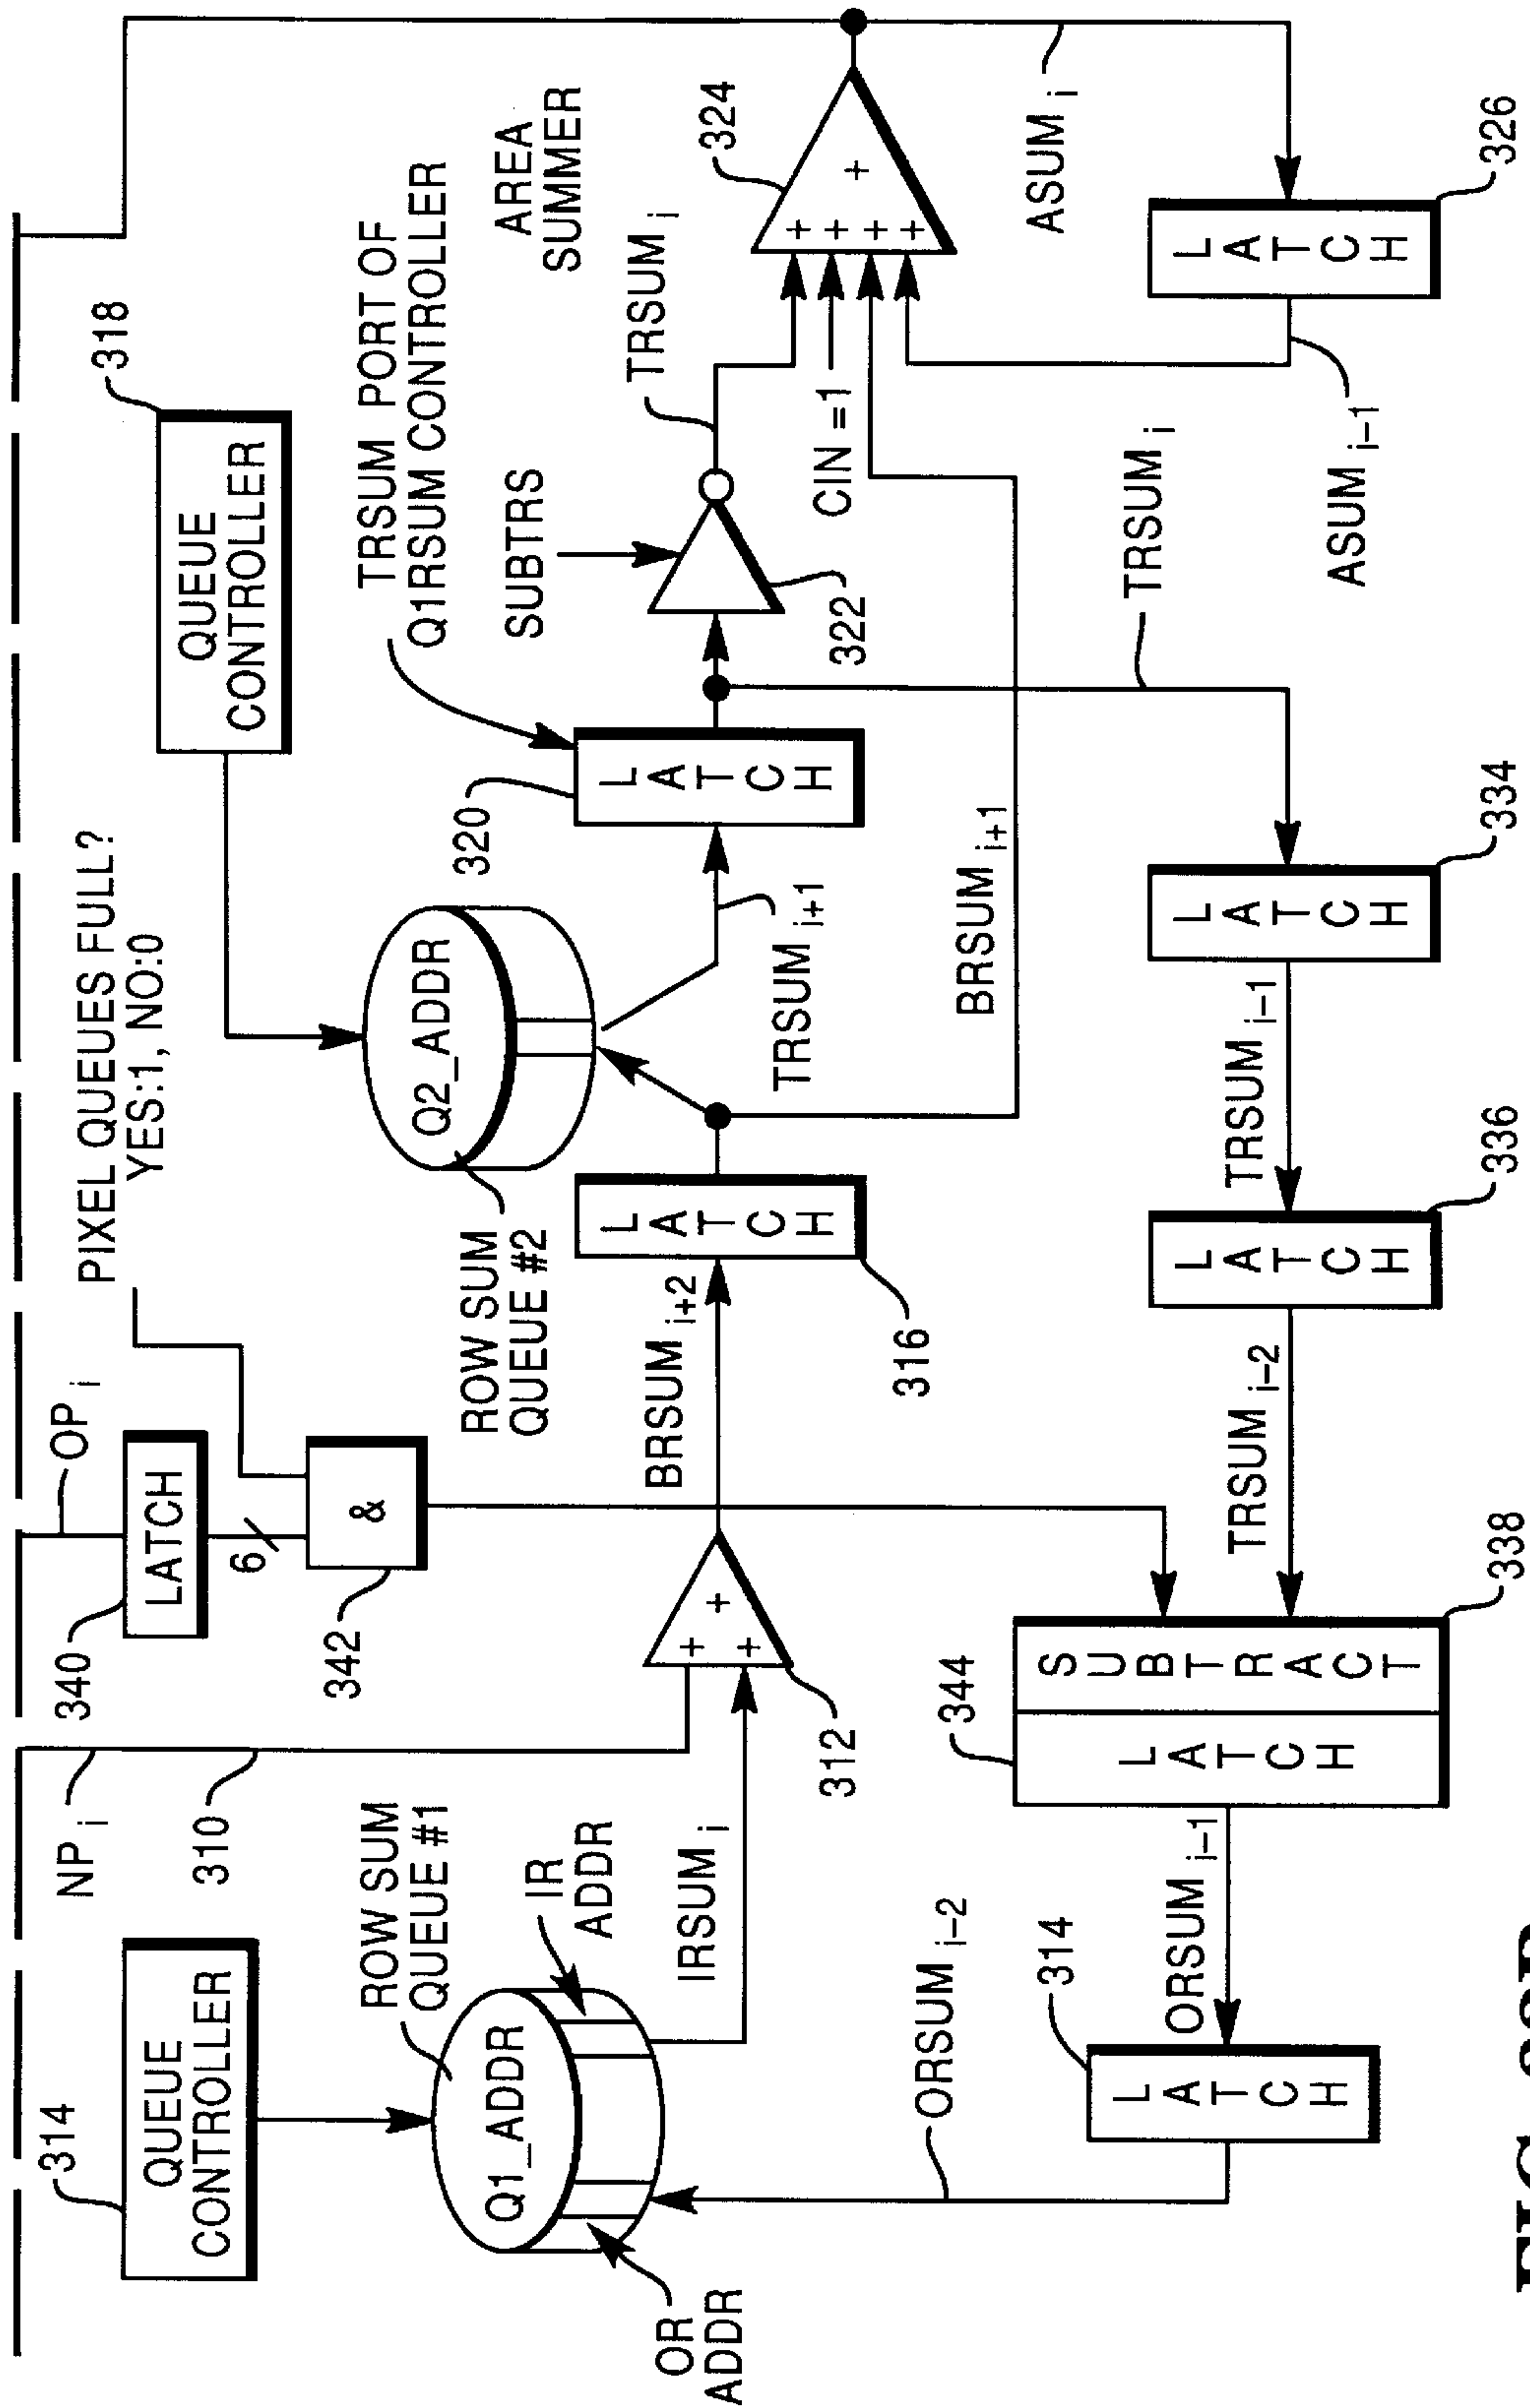 314
QUEUE
CONTROLLER
NP i
310
340
LATCH
OP i
6
342
&
PIXEL QUEUES FULL?
YES:1, NO:0
318
QUEUE
CONTROLLER
ROW SUM
QUEUE #1
Q1_ADDR
IR
ADDR
OR
ADDR
IRSUM i
312
+
+
+
BRSUM i+2
LATCH
316
ROW SUM
QUEUE #2
Q2_ADDR
TRSUM i+1
320
LATCH
TRSUM PORT OF
Q1RSUM CONTROLLER
SUBTRS
322
TRSUM i
AREA
SUMMER
324
+
+
+
+
+
CIN =1
BRSUM i+1
ASUM i
LATCH
326
ASUM i-1
TRSUM i
LATCH
334
TRSUM i-1
LATCH
336
TRSUM i-2
SUBTRACT
338
344
LATCH
ORSUM i-1
314
LATCH
ORSUM i-2
FIG.